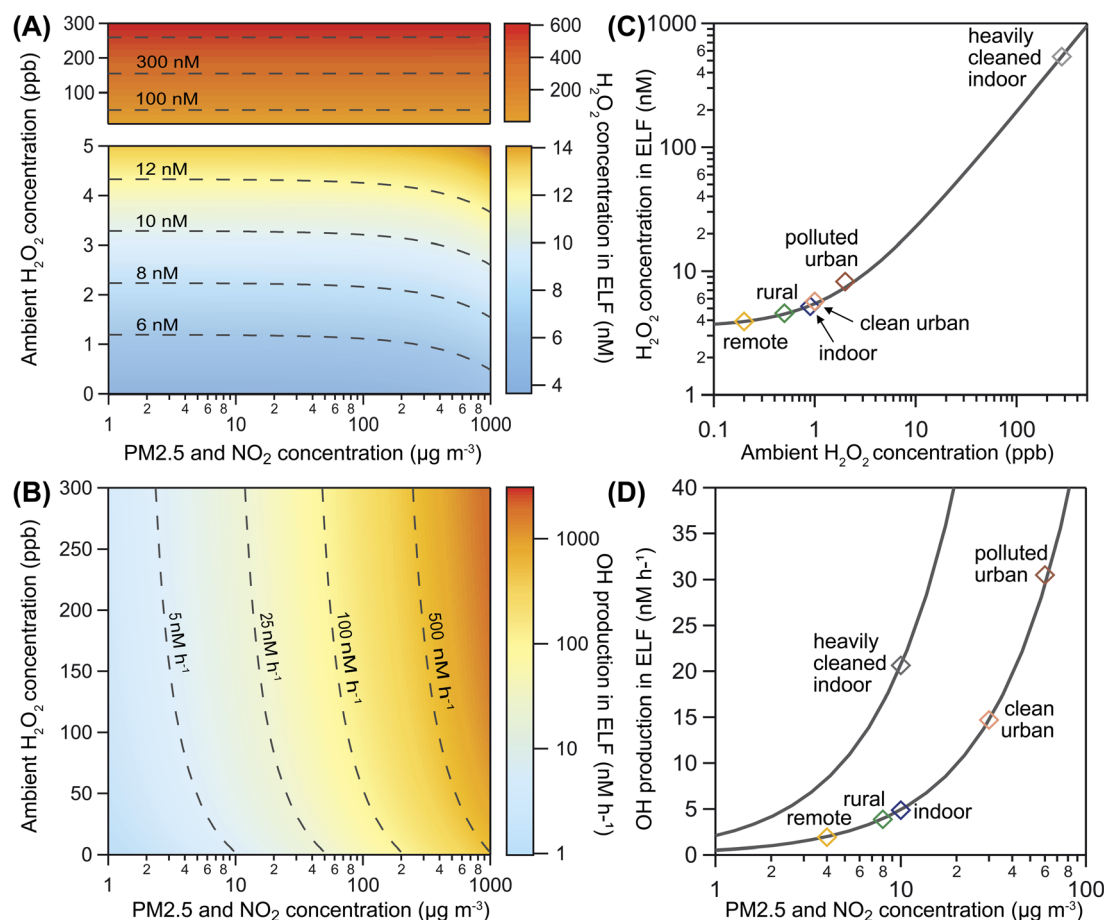 (A)
300
200
100
300 nM
100 nM
600
400
200
5
4
3
2
1
0
12 nM
10 nM
8 nM
6 nM
14
12
10
8
6
4
Ambient H₂O₂ concentration (ppb)
H₂O₂ concentration in ELF (nM)
1 2 4 6 8 10 2 4 6 8 100 2 4 6 8 1000
PM2.5 and NO₂ concentration (µg m⁻³)
(C)
1000
6
4
2
100
6
4
2
10
8
6
4
2
1
H₂O₂ concentration in ELF (nM)
heavily
cleaned
indoor
polluted
urban
rural
clean urban
remote
indoor
0.1 1 10 100
Ambient H₂O₂ concentration (ppb)
(B)
300
250
200
150
100
50
0
Ambient H₂O₂ concentration (ppb)
5 nM h⁻¹
25 nM h⁻¹
100 nM h⁻¹
500 nM h⁻¹
1000
100
10
1
OH production in ELF (nM h⁻¹)
1 2 4 6 8 10 2 4 6 8 100 2 4 6 8 1000
PM2.5 and NO₂ concentration (µg m⁻³)
(D)
40
35
30
25
20
15
10
5
0
OH production in ELF (nM h⁻¹)
polluted
urban
heavily
cleaned
indoor
clean
urban
rural
remote
indoor
1 2 4 6 8 10 2 4 6 8 100
PM2.5 and NO₂ concentration (µg m⁻³)